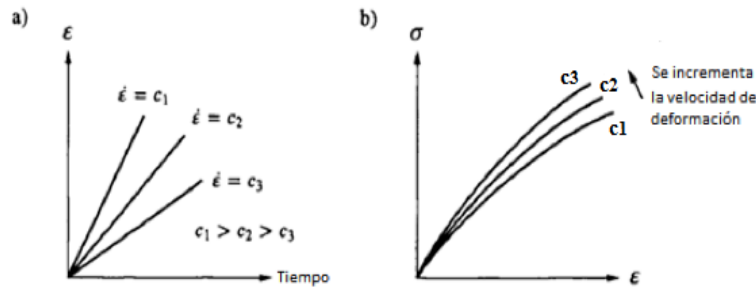 a)
ε
ε̇ = c₁
ε̇ = c₂
ε̇ = c₃
c₁ > c₂ > c₃
Tiempo
b)
σ
c3
c2
c1
Se incrementa
la velocidad de
deformación
ε